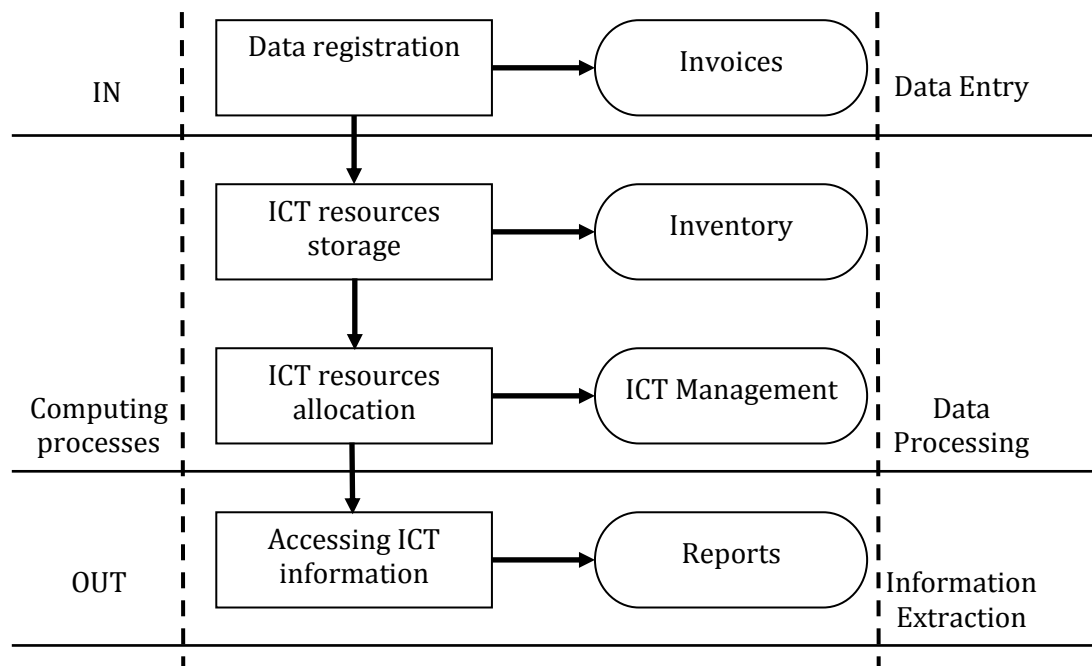 Data registration
Invoices
IN
Data Entry
ICT resources
storage
Inventory
ICT resources
allocation
ICT Management
Computing
processes
Data
Processing
Accessing ICT
information
Reports
OUT
Information
Extraction